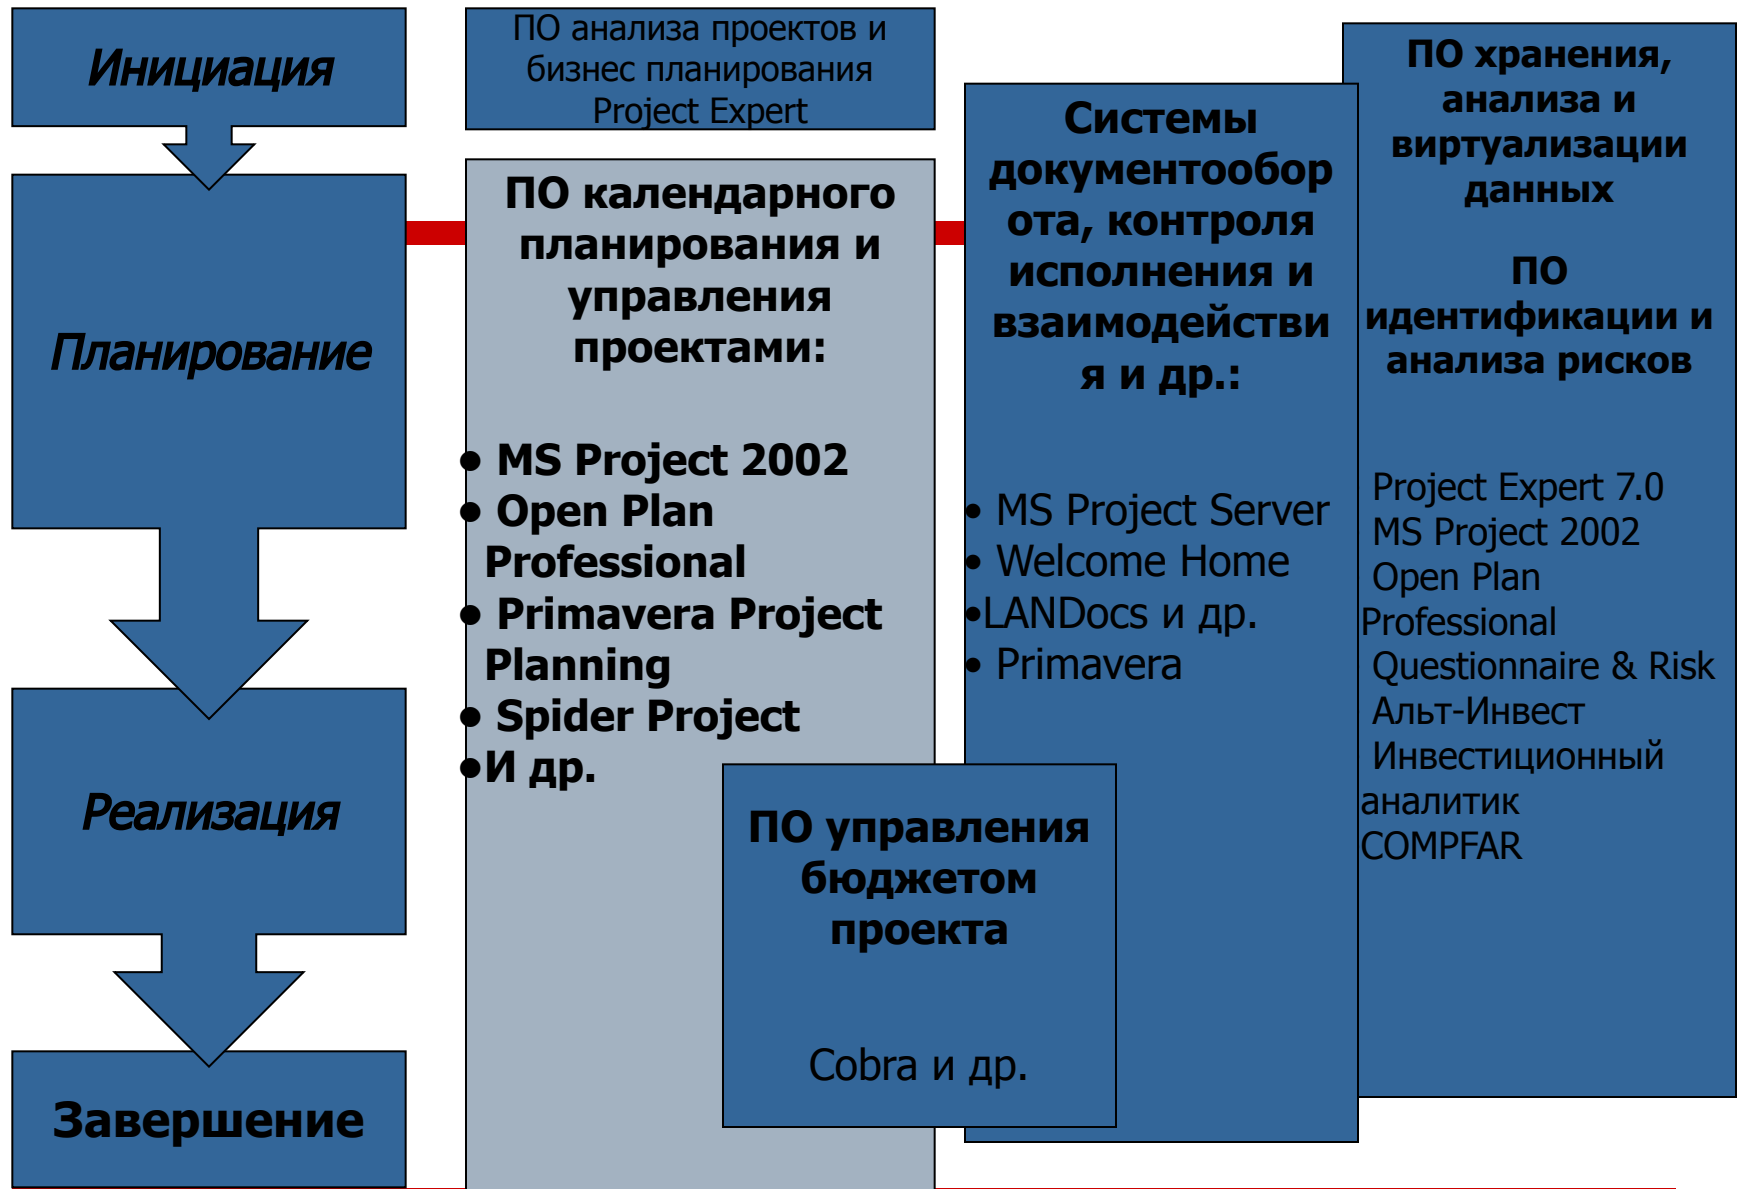 Инициация
Планирование
Реализация
Завершение
ПО анализа проектов и
бизнес планирования
Project Expert
ПО календарного
планирования и
управления
проектами:
• MS Project 2002
• Open Plan
Professional
• Primavera Project
Planning
• Spider Project
•И др.
ПО управления
бюджетом
проекта
Cobra и др.
Системы
документообор
ота, контроля
исполнения и
взаимодействи
я и др.:
• MS Project Server
• Welcome Home
•LANDocs и др.
• Primavera
ПО хранения,
анализа и
виртуализации
данных
ПО
идентификации и
анализа рисков
Project Expert 7.0
MS Project 2002
Open Plan
Professional
Questionnaire & Risk
Альт-Инвест
Инвестиционный
аналитик
COMPFAR